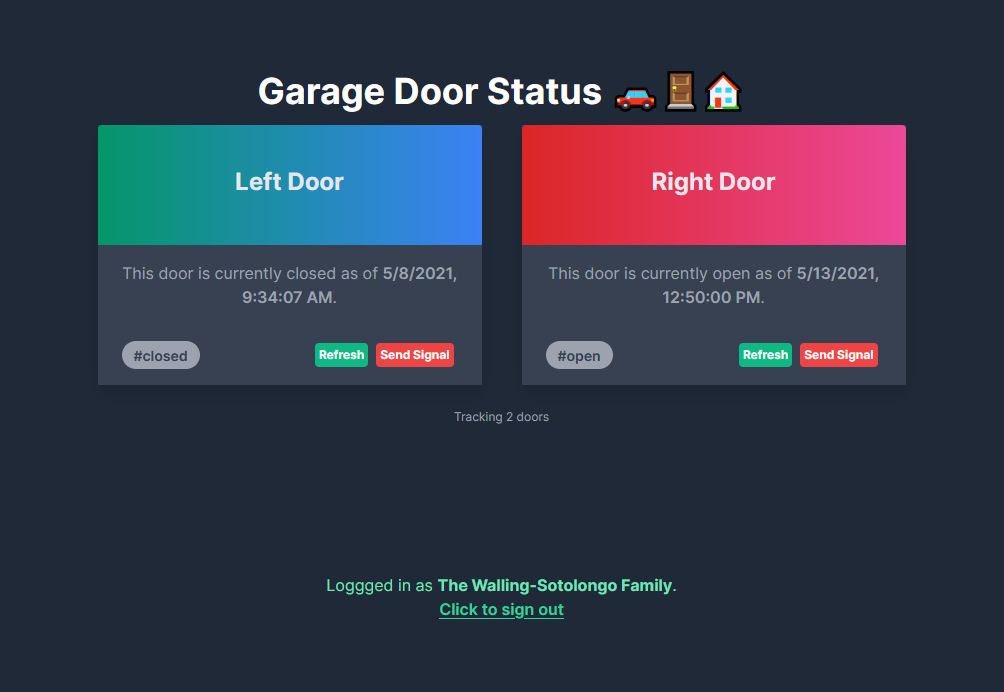 Garage Door Status 🚗🚪🏠
Left Door
This door is currently closed as of 5/8/2021,
9:34:07 AM.
#closed Refresh Send Signal
Right Door
This door is currently open as of 5/13/2021,
12:50:00 PM.
#open Refresh Send Signal
Tracking 2 doors
Loggged in as The Walling-Sotolongo Family.
Click to sign out